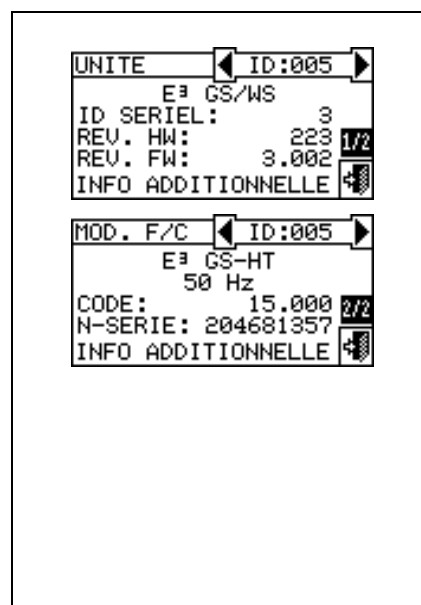 UNITE ID:005
E³ GS/WS
ID SERIEL: 3
REV. HW: 223
1/2
REV. FW: 3.002
INFO ADDITIONNELLE
MOD. F/C ID:005
E³ GS-HT
50 Hz
CODE: 15.000
2/2
N-SERIE: 204681357
INFO ADDITIONNELLE